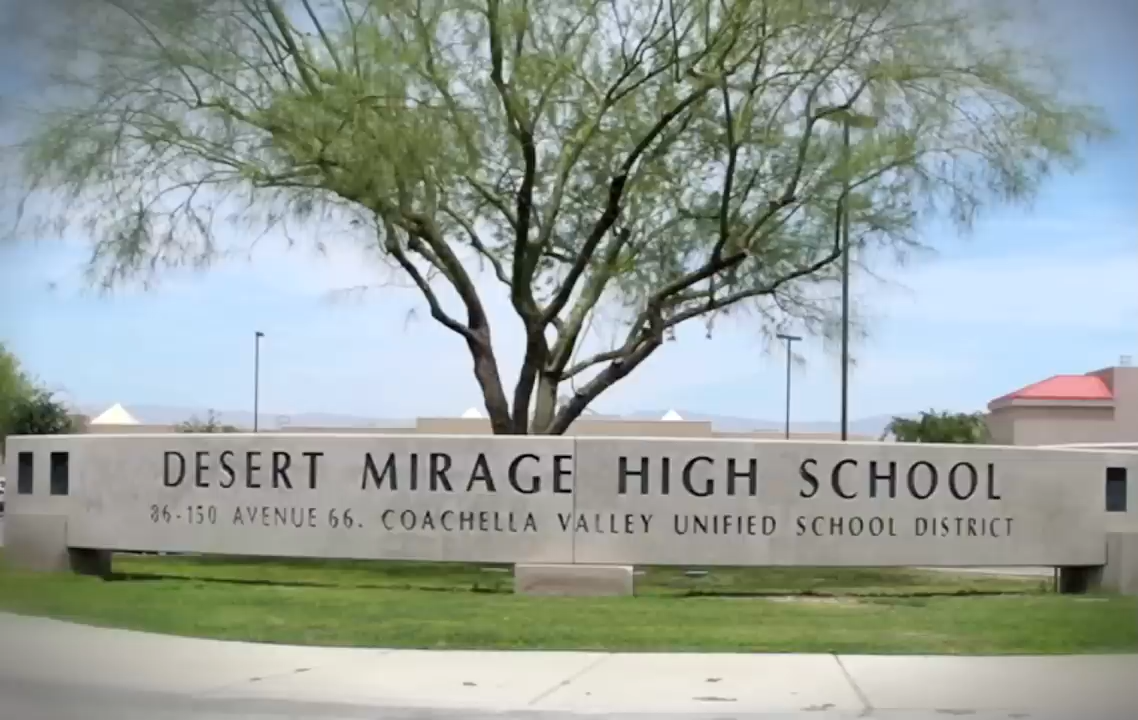 DESERT MIRAGE HIGH SCHOOL
86-150 AVENUE 66. COACHELLA VALLEY UNIFIED SCHOOL DISTRICT